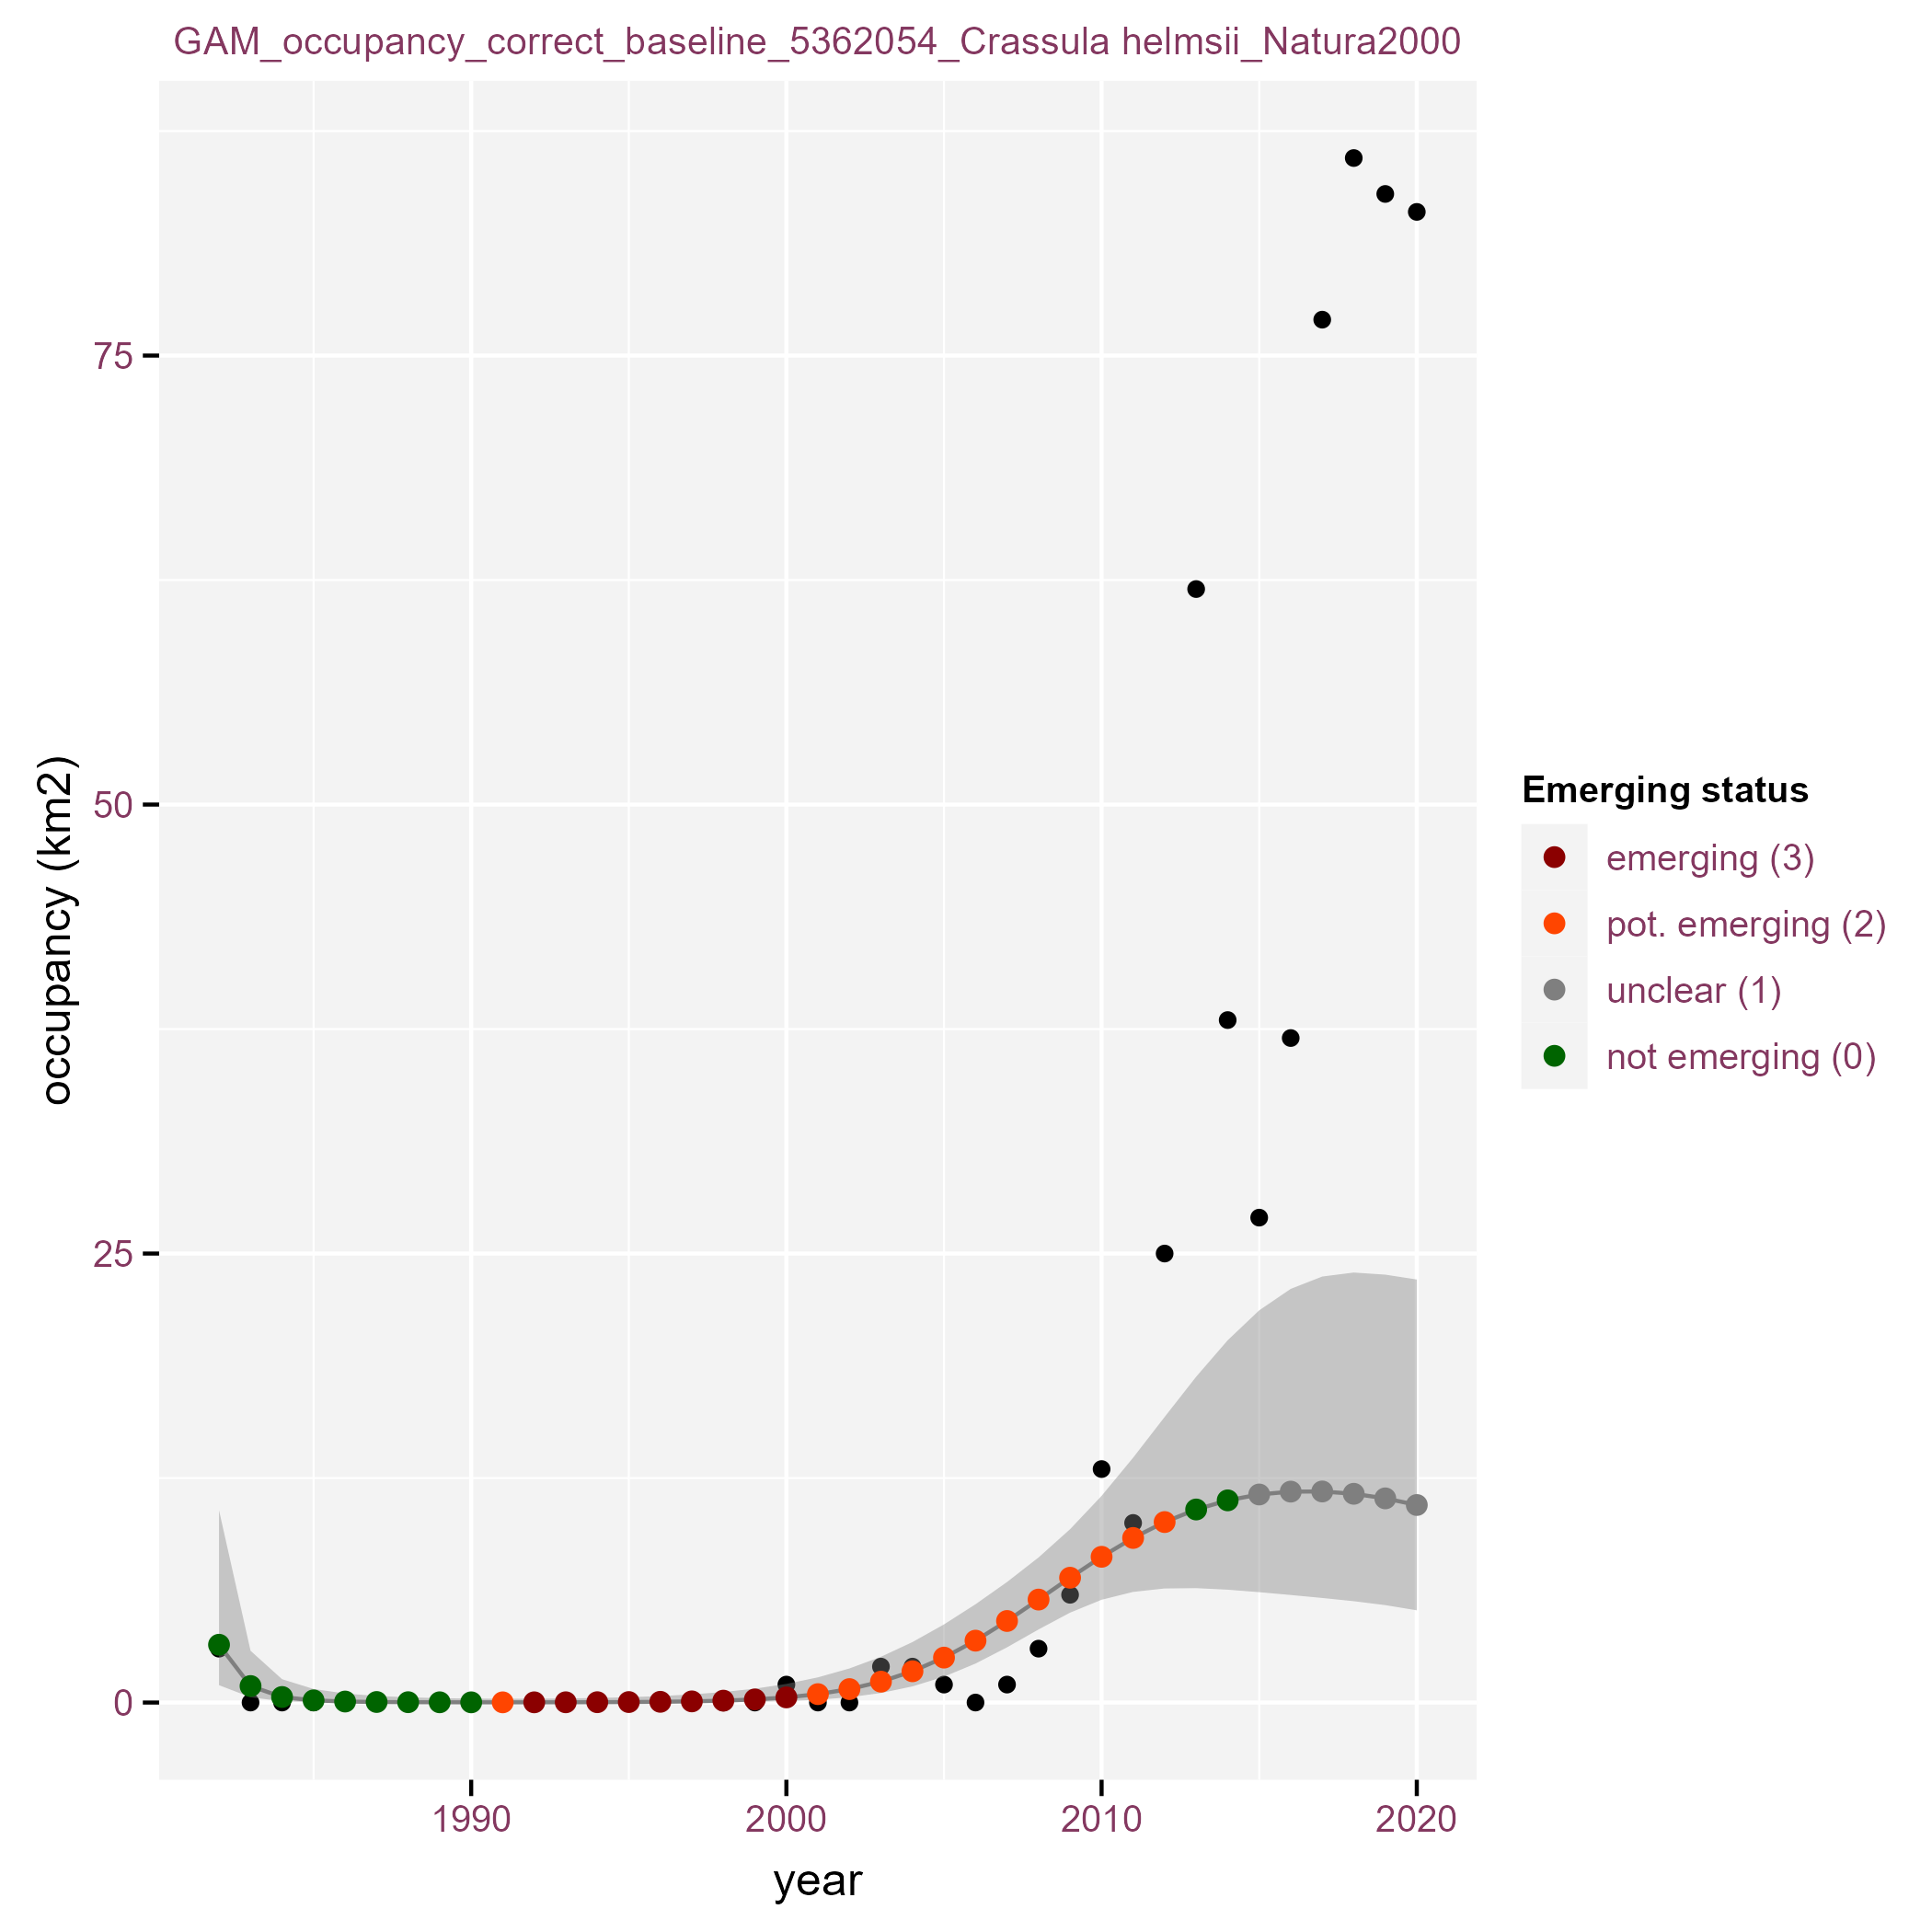 GAM_occupancy_correct_baseline_5362054_Crassula helmsii_Natura2000
75
50
25
0
occupancy (km2)
1990
2000
2010
2020
year
Emerging status
emerging (3)
pot. emerging (2)
unclear (1)
not emerging (0)